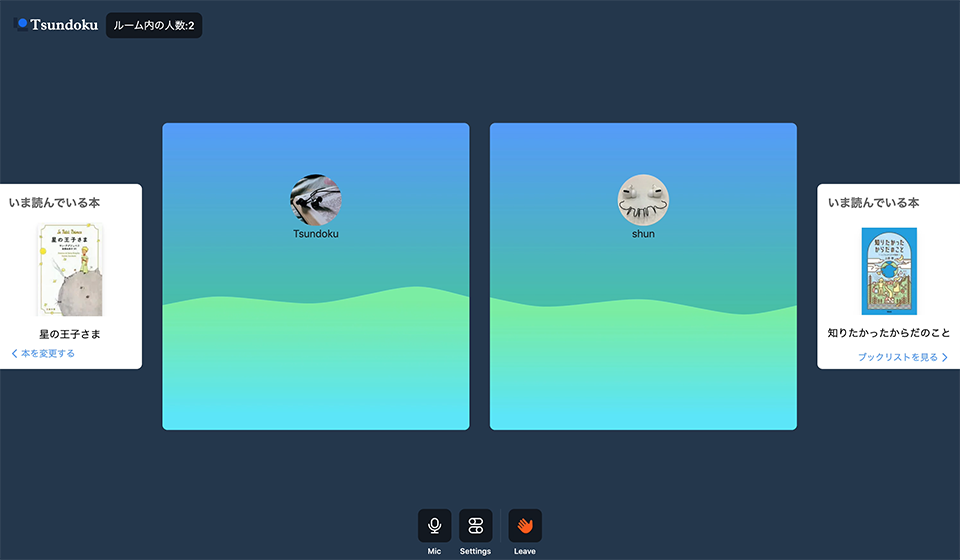 Tsundoku
ルーム内の人数:2
いま読んでいる本
Le Petit Prince
星の王子さま
星の王子さま
本を変更する
Tsundoku
shun
いま読んでいる本
知りたかった
からだのこと
知りたかったからだのこと
ブックリストを見る
Mic
Settings
Leave